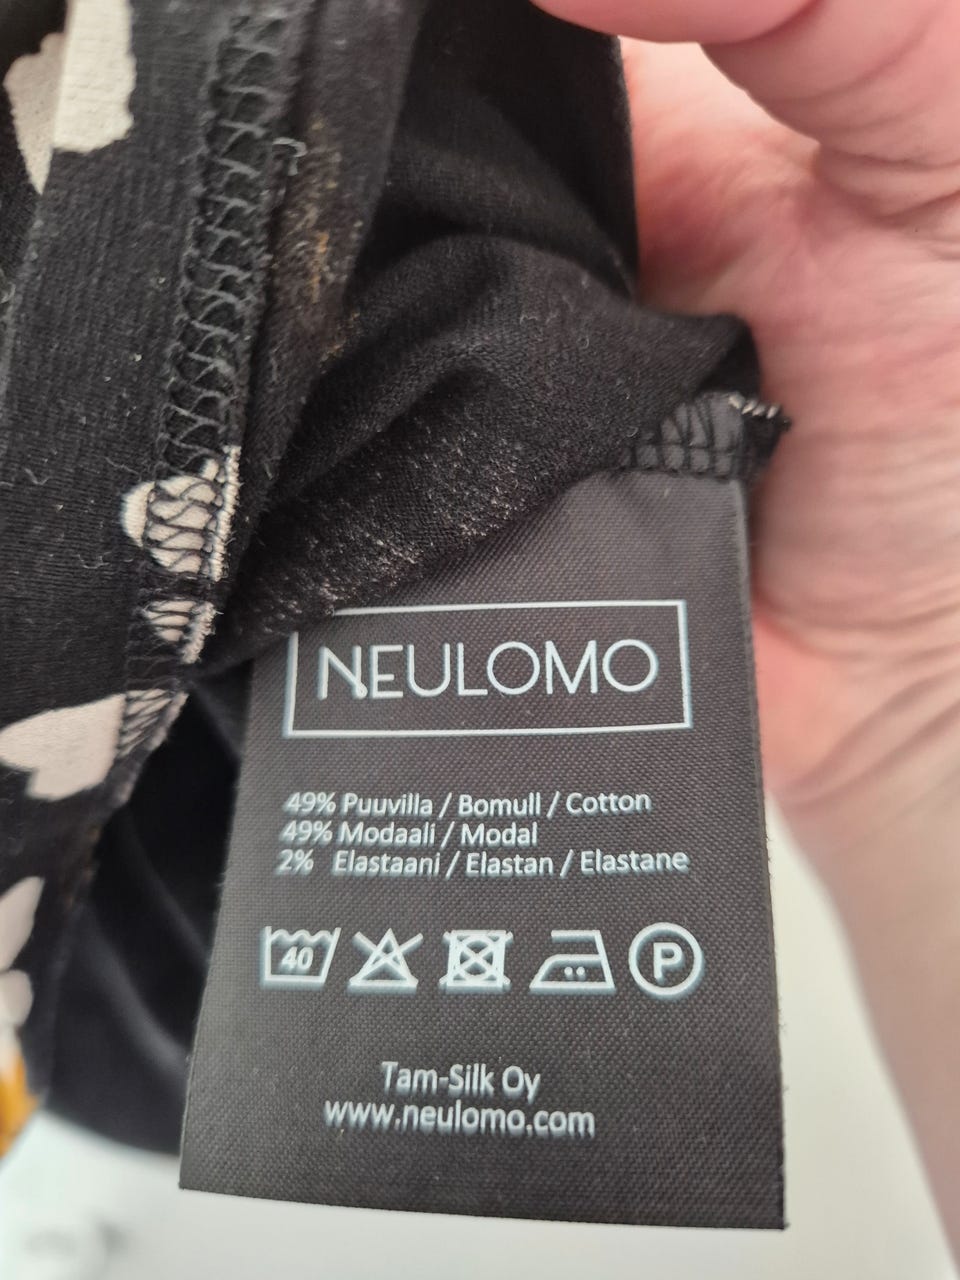 NEULOMO
49% Puuvilla / Bomull / Cotton
49% Modaali / Modal
2% Elastaani / Elastan / Elastane
40 P
Tam-Silk Oy
www.neulomo.com